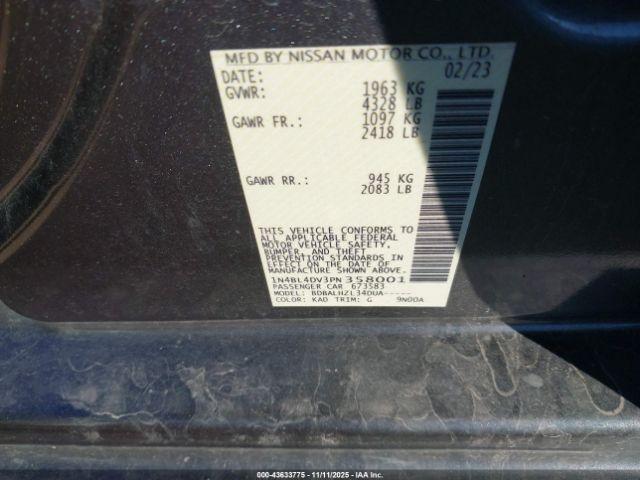 MFD BY NISSAN MOTOR CO., LTD.
DATE: 02/23
GVWR: 1963 KG
4328 LB
GAWR FR.: 1097 KG
2418 LB
GAWR RR.: 945 KG
2083 LB
THIS VEHICLE CONFORMS TO
ALL APPLICABLE FEDERAL
MOTOR VEHICLE SAFETY,
BUMPER, AND THEFT
PREVENTION STANDARDS IN
EFFECT ON THE DATE OF
MANUFACTURE SHOWN ABOVE.
1N4BL4DV3PN358001
PASSENGER CAR 673583
MODEL: BDBALHZL34DUA-----
COLOR: KAD TRIM: G 9N00A
00-43633775 - 11/11/2025 - IAA Inc.